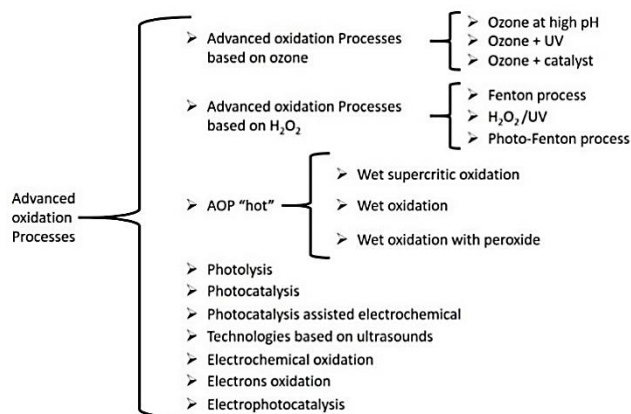 Advanced
oxidation
Processes
➢ Advanced oxidation Processes
based on ozone
➢ Ozone at high pH
➢ Ozone + UV
➢ Ozone + catalyst
➢ Advanced oxidation Processes
based on H₂O₂
➢ Fenton process
➢ H₂O₂/UV
➢ Photo-Fenton process
➢ AOP “hot”
➢ Wet supercritic oxidation
➢ Wet oxidation
➢ Wet oxidation with peroxide
➢ Photolysis
➢ Photocatalysis
➢ Photocatalysis assisted electrochemical
➢ Technologies based on ultrasounds
➢ Electrochemical oxidation
➢ Electrons oxidation
➢ Electrophotocatalysis